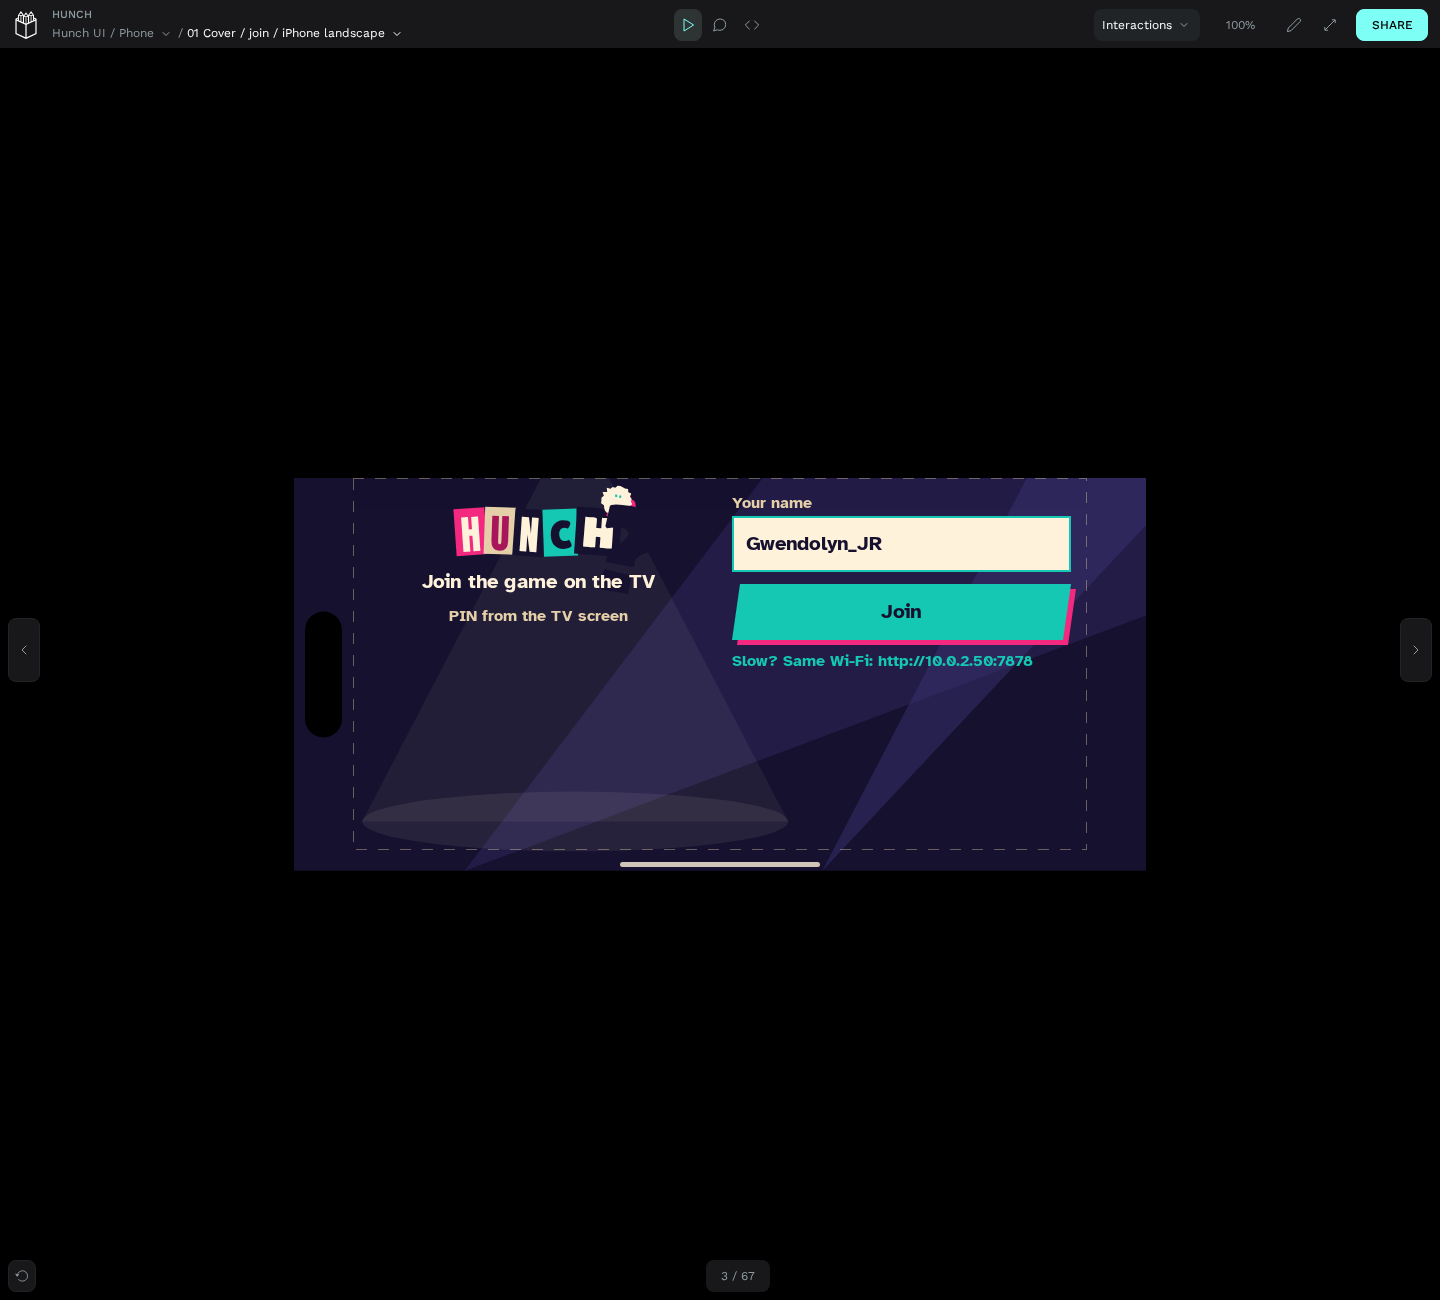 HUNCH
Hunch UI / Phone / 01 Cover / join / iPhone landscape
Interactions
100%
SHARE
HUNCH
Join the game on the TV
PIN from the TV screen
Your name
Gwendolyn_JR
Join
Slow? Same Wi-Fi: http://10.0.2.50:7878
3 / 67